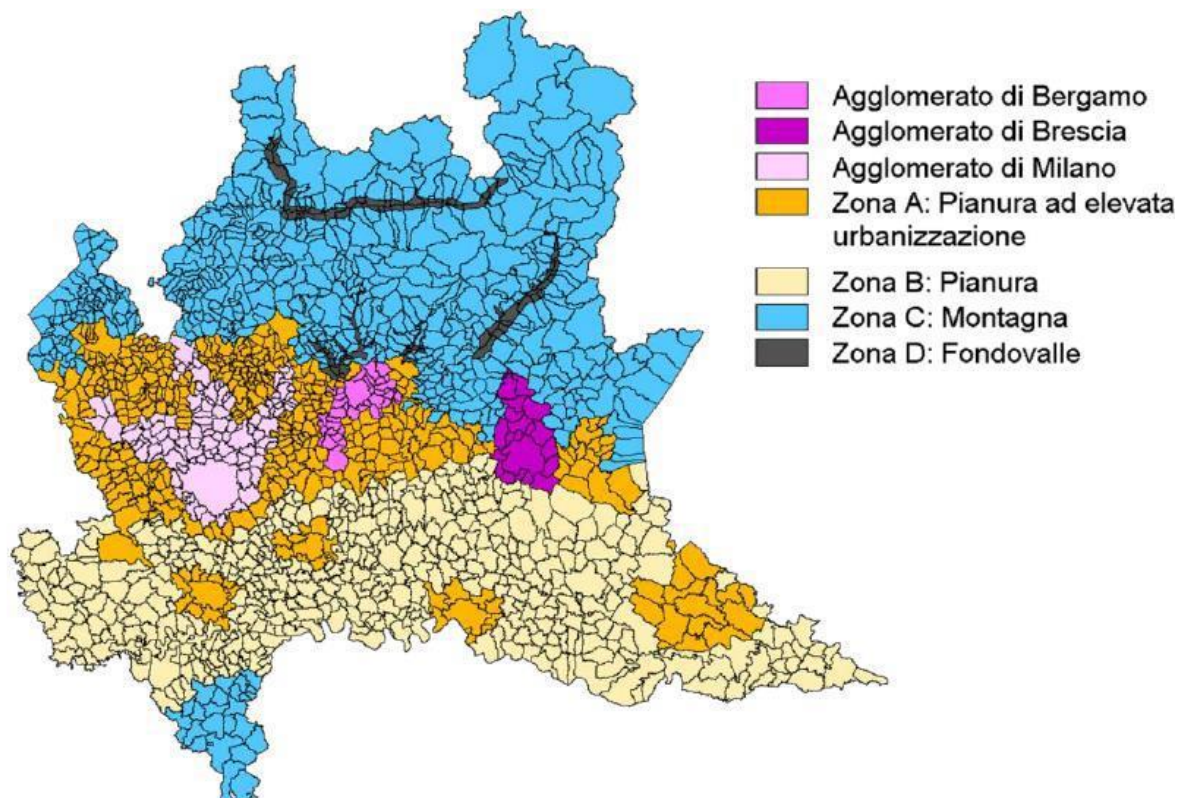 Agglomerato di Bergamo
Agglomerato di Brescia
Agglomerato di Milano
Zona A: Pianura ad elevata
urbanizzazione
Zona B: Pianura
Zona C: Montagna
Zona D: Fondovalle